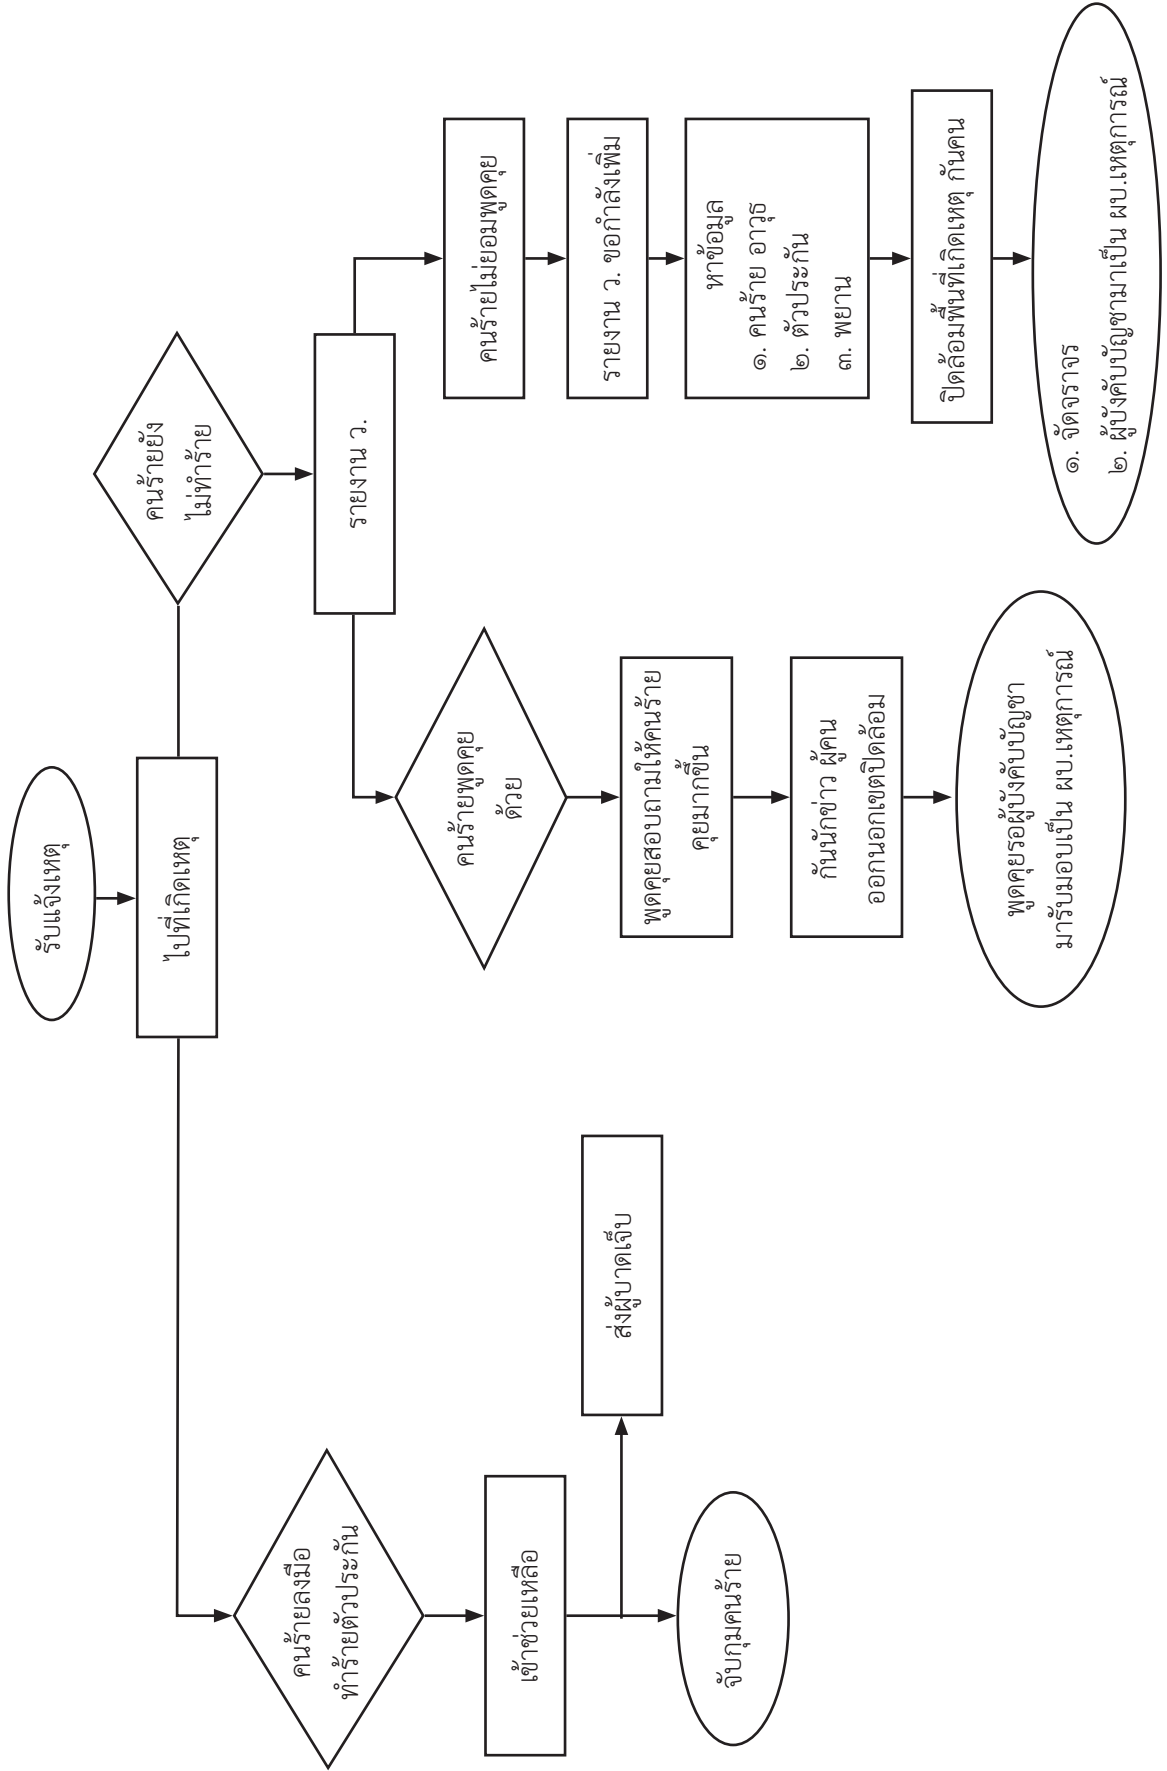 รับแจ้งเหตุ
ไปที่เกิดเหตุ
คนร้ายลงมือ
ทำร้ายตัวประกัน
เข้าช่วยเหลือ
ส่งผู้บาดเจ็บ
จับกุมคนร้าย
คนร้ายยัง
ไม่ทำร้าย
รายงาน ว.
คนร้ายพูดคุย
ด้วย
พูดคุยสอบถามให้คนร้าย
คุยมากขึ้น
กันนักข่าว ผู้คน
ออกนอกเขตปิดล้อม
พูดคุยรอผู้บังคับบัญชา
มารับมอบเป็น ผบ.เหตุการณ์
คนร้ายไม่ยอมพูดคุย
รายงาน ว. ขอกำลังเพิ่ม
หาข้อมูล
๑. คนร้าย อาวุธ
๒. ตัวประกัน
๓. พยาน
ปิดล้อมพื้นที่เกิดเหตุ กันคน
๑. จัดจราจร
๒. ผู้บังคับบัญชามาเป็น ผบ.เหตุการณ์